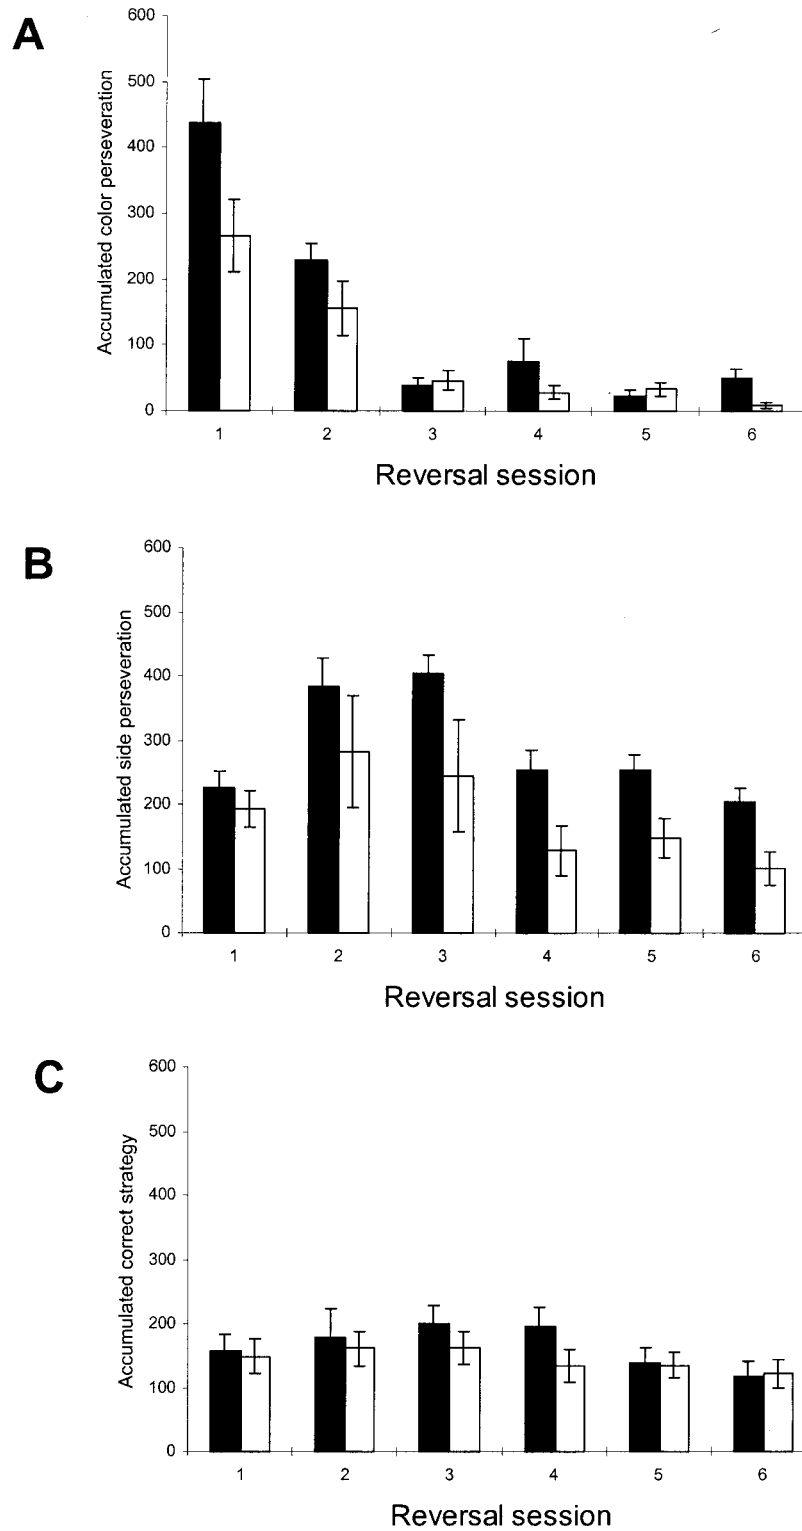 A
Accumulated color perseveration
600
500
400
300
200
100
0
1 2 3 4 5 6
Reversal session
B
Accumulated side perseveration
600
500
400
300
200
100
0
1 2 3 4 5 6
Reversal session
C
Accumulated correct strategy
600
500
400
300
200
100
0
1 2 3 4 5 6
Reversal session